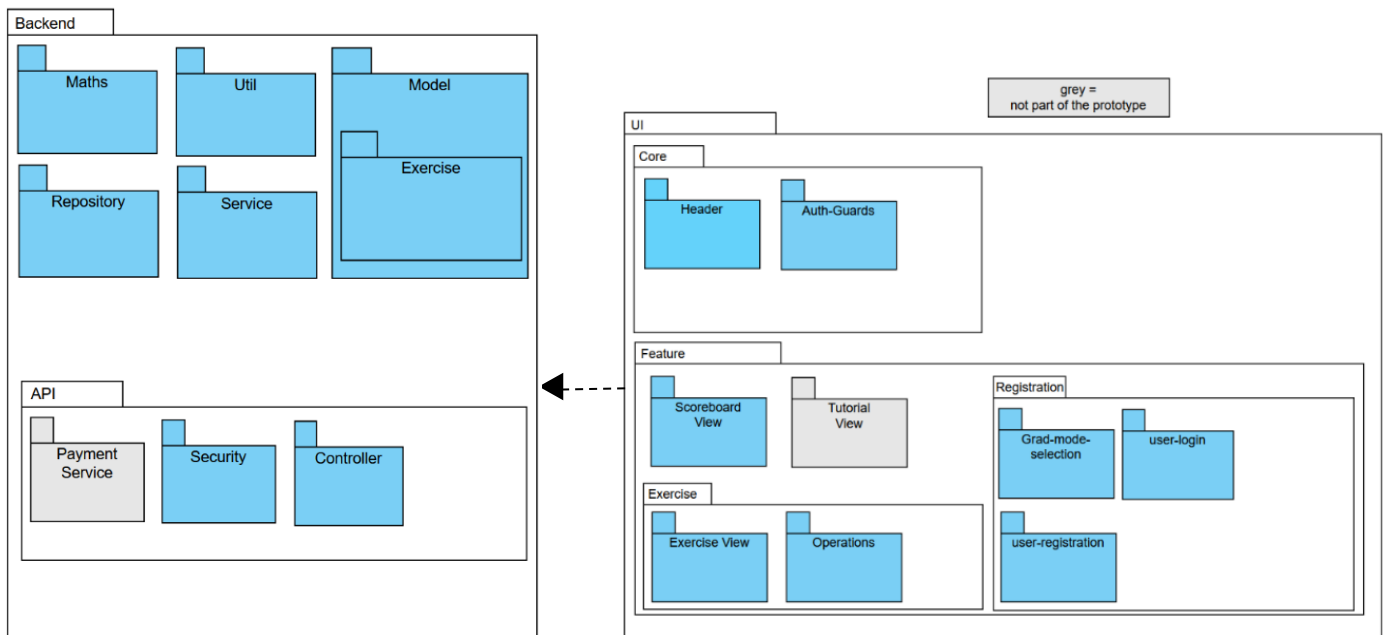 Backend
Maths
Util
Model
Exercise
Repository
Service
API
Payment
Service
Security
Controller
grey =
not part of the prototype
UI
Core
Header
Auth-Guards
Feature
Scoreboard
View
Tutorial
View
Registration
Grad-mode-
selection
user-login
user-registration
Exercise
Exercise View
Operations